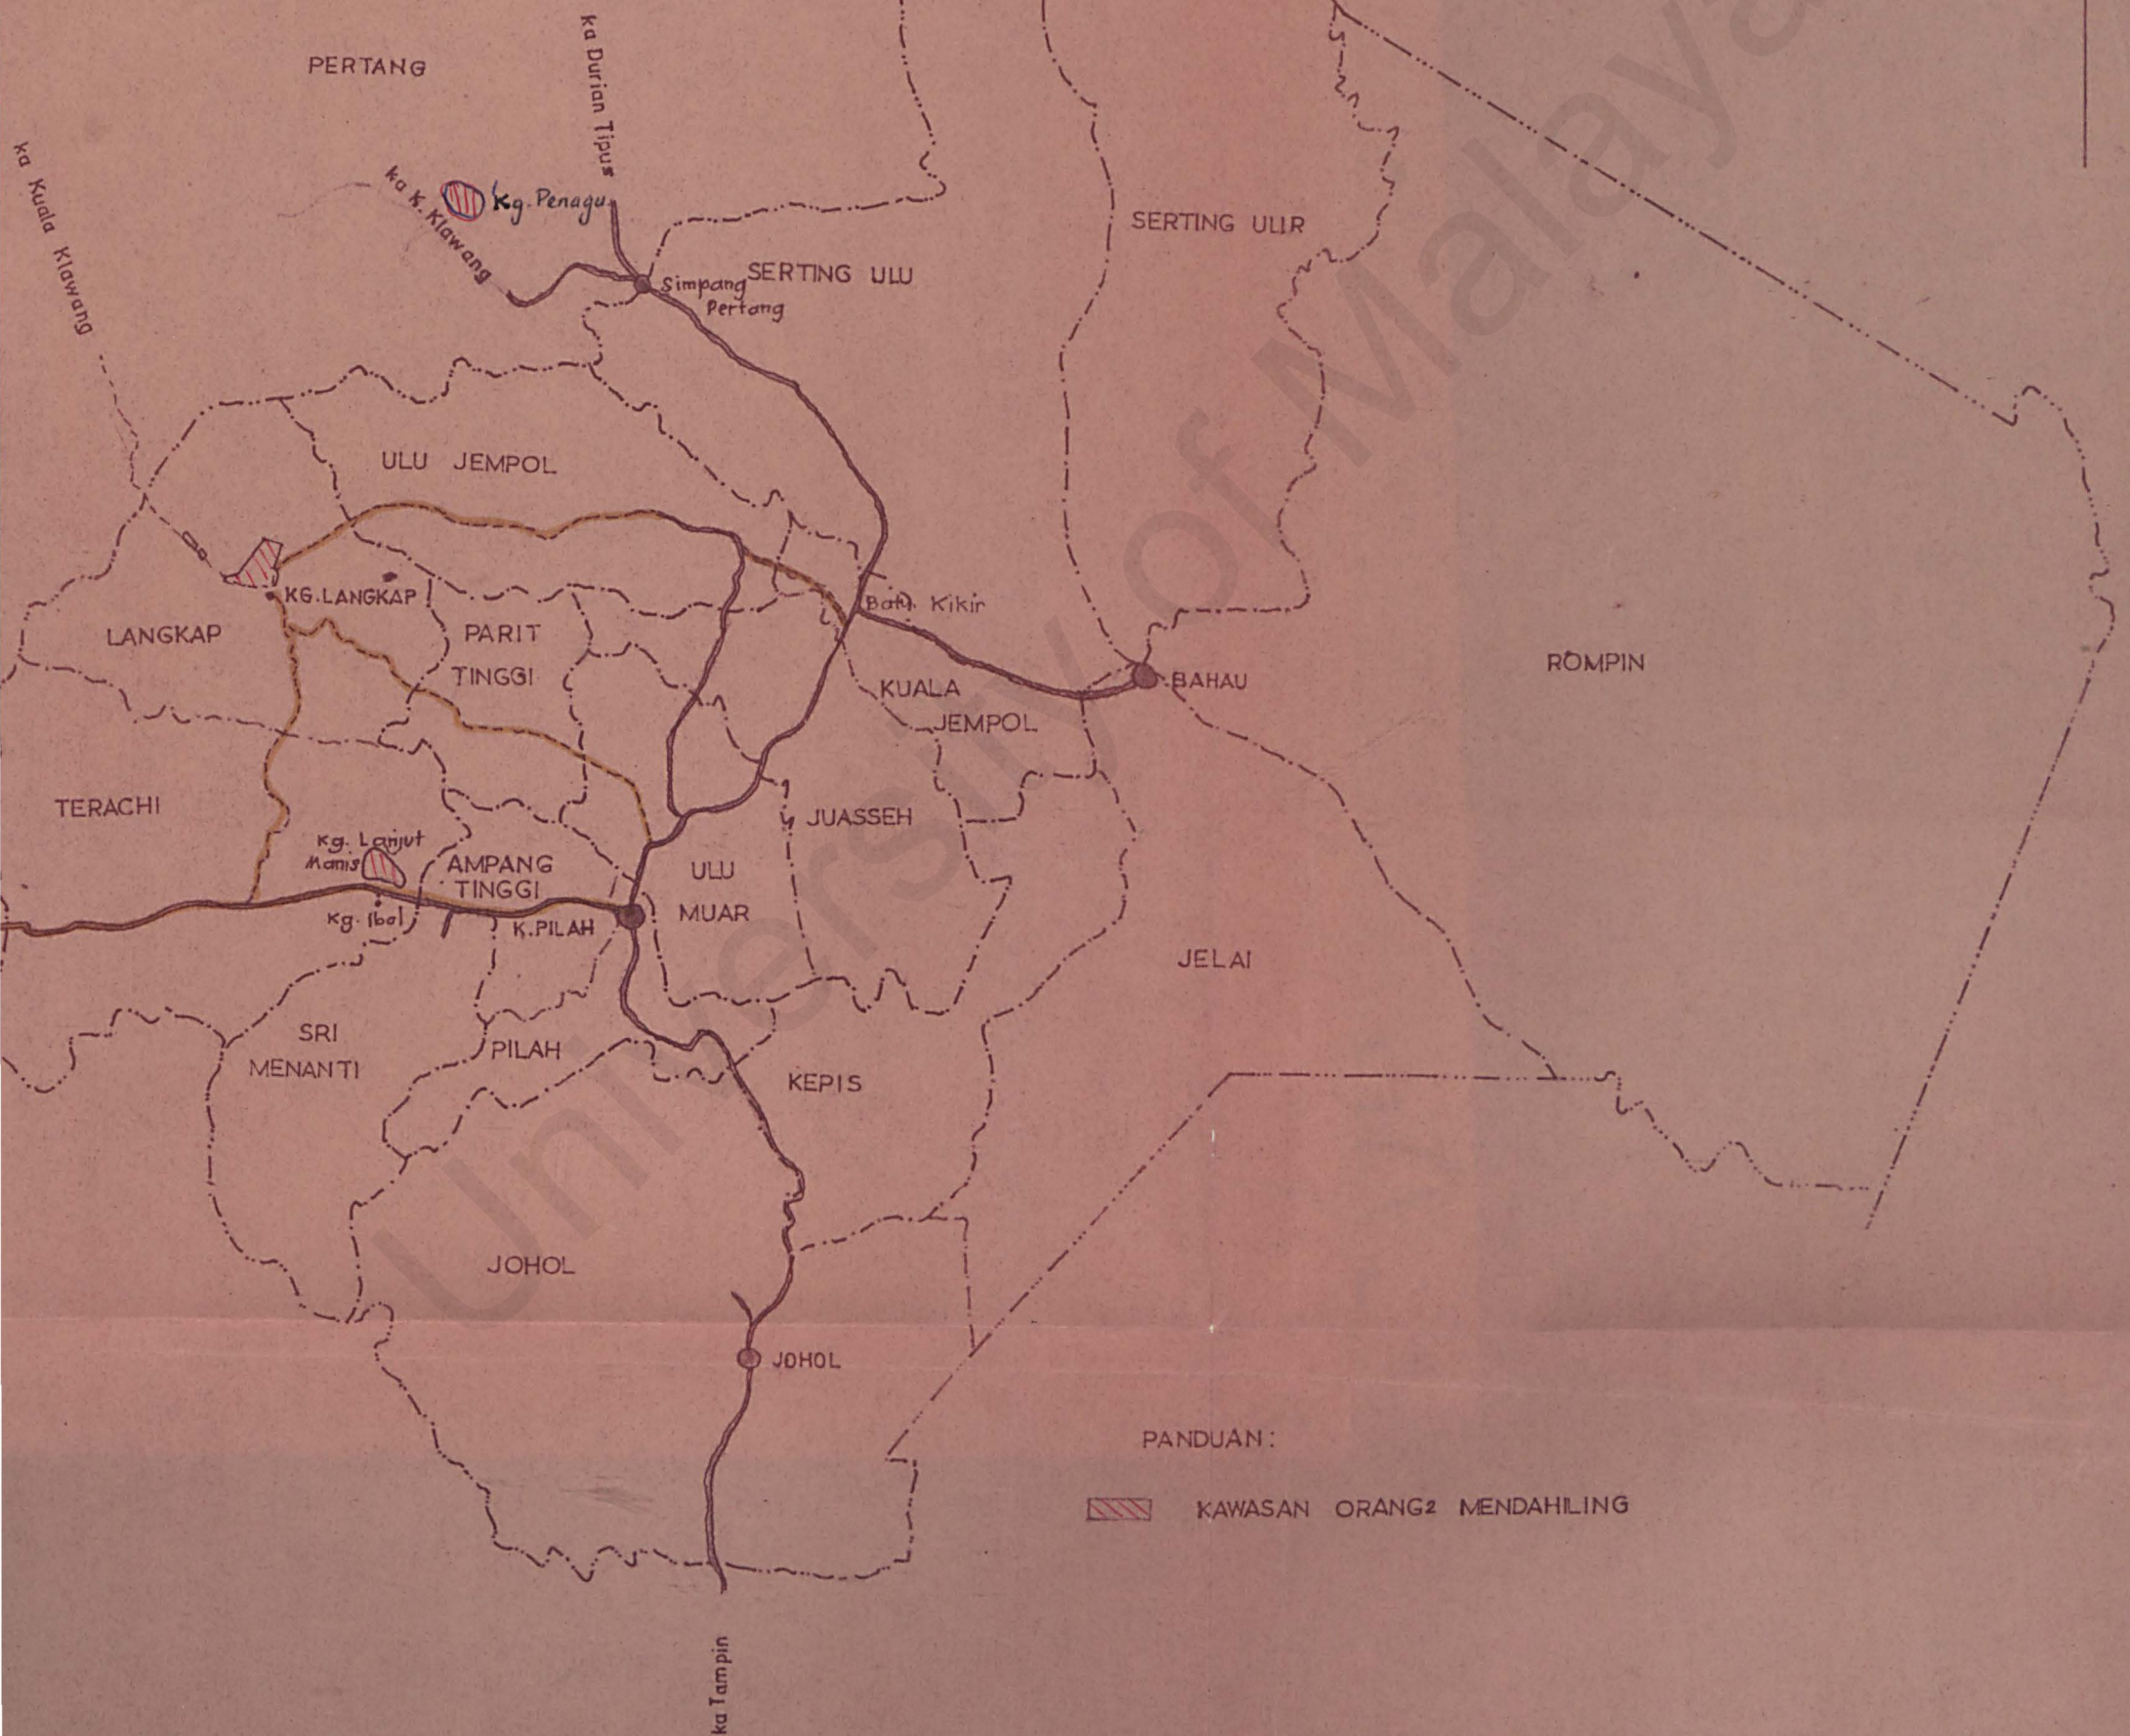 PERTANG
ka Durian Tipus
ka Kuala Klawang
ka K. Klawang
Kg. Penagu
SERTING ULIR
Simpang
Pertang
SERTING ULU
ULU JEMPOL
KG. LANGKAP
Kikir
LANGKAP
PARIT
TINGGI
ROMPIN
KUALA
JEMPOL
BAHAU
TERACHI
JUASSEH
Kg. Lanjut
Manis
AMPANG
TINGGI
ULU
MUAR
Kg. Ibol
K.PILAH
JELAI
SRI
MENANTI
PILAH
KEPIS
JOHOL
JOHOL
PANDUAN:
KAWASAN ORANG2 MENDAHILING
ka Tampin
University of Malaya